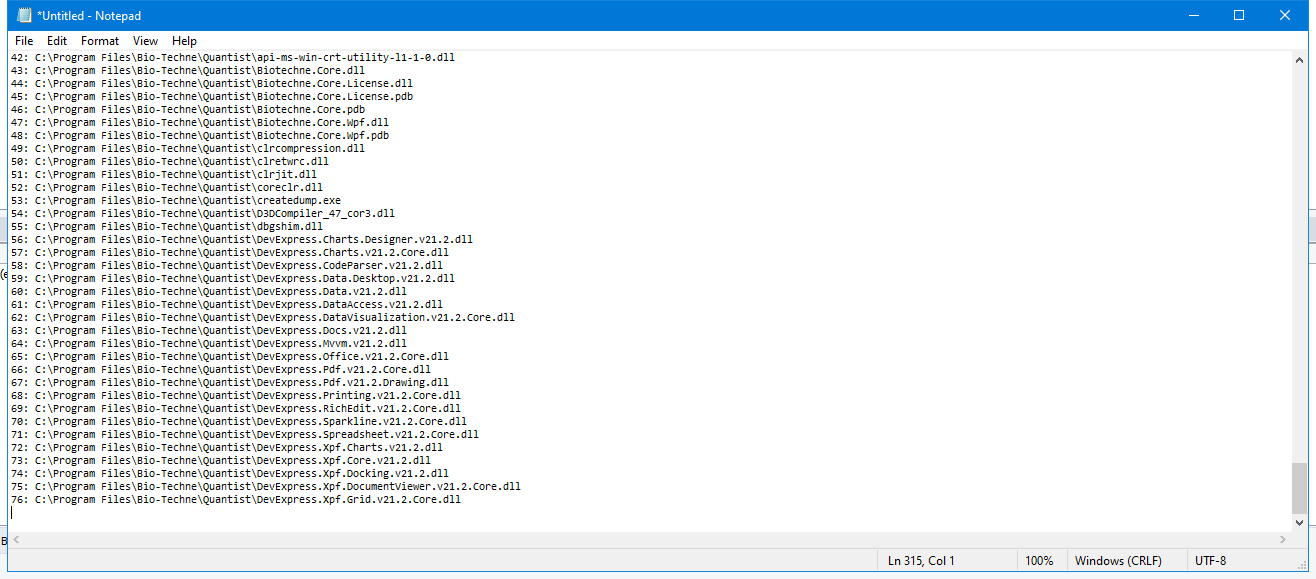 *Untitled - Notepad
File Edit Format View Help
42: C:\Program Files\Bio-Techne\Quantist\api-ms-win-crt-utility-l1-1-0.dll
43: C:\Program Files\Bio-Techne\Quantist\Biotechne.Core.dll
44: C:\Program Files\Bio-Techne\Quantist\Biotechne.Core.License.dll
45: C:\Program Files\Bio-Techne\Quantist\Biotechne.Core.License.pdb
46: C:\Program Files\Bio-Techne\Quantist\Biotechne.Core.pdb
47: C:\Program Files\Bio-Techne\Quantist\Biotechne.Core.Wpf.dll
48: C:\Program Files\Bio-Techne\Quantist\Biotechne.Core.Wpf.pdb
49: C:\Program Files\Bio-Techne\Quantist\clrcompression.dll
50: C:\Program Files\Bio-Techne\Quantist\clretwrc.dll
51: C:\Program Files\Bio-Techne\Quantist\clrjit.dll
52: C:\Program Files\Bio-Techne\Quantist\coreclr.dll
53: C:\Program Files\Bio-Techne\Quantist\createdump.exe
54: C:\Program Files\Bio-Techne\Quantist\D3DCompiler_47_cor3.dll
55: C:\Program Files\Bio-Techne\Quantist\dbgshim.dll
56: C:\Program Files\Bio-Techne\Quantist\DevExpress.Charts.Designer.v21.2.dll
57: C:\Program Files\Bio-Techne\Quantist\DevExpress.Charts.v21.2.Core.dll
58: C:\Program Files\Bio-Techne\Quantist\DevExpress.CodeParser.v21.2.dll
59: C:\Program Files\Bio-Techne\Quantist\DevExpress.Data.Desktop.v21.2.dll
60: C:\Program Files\Bio-Techne\Quantist\DevExpress.Data.v21.2.dll
61: C:\Program Files\Bio-Techne\Quantist\DevExpress.DataAccess.v21.2.dll
62: C:\Program Files\Bio-Techne\Quantist\DevExpress.DataVisualization.v21.2.Core.dll
63: C:\Program Files\Bio-Techne\Quantist\DevExpress.Docs.v21.2.dll
64: C:\Program Files\Bio-Techne\Quantist\DevExpress.Mvvm.v21.2.dll
65: C:\Program Files\Bio-Techne\Quantist\DevExpress.Office.v21.2.Core.dll
66: C:\Program Files\Bio-Techne\Quantist\DevExpress.Pdf.v21.2.Core.dll
67: C:\Program Files\Bio-Techne\Quantist\DevExpress.Pdf.v21.2.Drawing.dll
68: C:\Program Files\Bio-Techne\Quantist\DevExpress.Printing.v21.2.Core.dll
69: C:\Program Files\Bio-Techne\Quantist\DevExpress.RichEdit.v21.2.Core.dll
70: C:\Program Files\Bio-Techne\Quantist\DevExpress.Sparkline.v21.2.Core.dll
71: C:\Program Files\Bio-Techne\Quantist\DevExpress.Spreadsheet.v21.2.Core.dll
72: C:\Program Files\Bio-Techne\Quantist\DevExpress.Xpf.Charts.v21.2.dll
73: C:\Program Files\Bio-Techne\Quantist\DevExpress.Xpf.Core.v21.2.dll
74: C:\Program Files\Bio-Techne\Quantist\DevExpress.Xpf.Docking.v21.2.dll
75: C:\Program Files\Bio-Techne\Quantist\DevExpress.Xpf.DocumentViewer.v21.2.Core.dll
76: C:\Program Files\Bio-Techne\Quantist\DevExpress.Xpf.Grid.v21.2.Core.dll
Ln 315, Col 1 100% Windows (CRLF) UTF-8